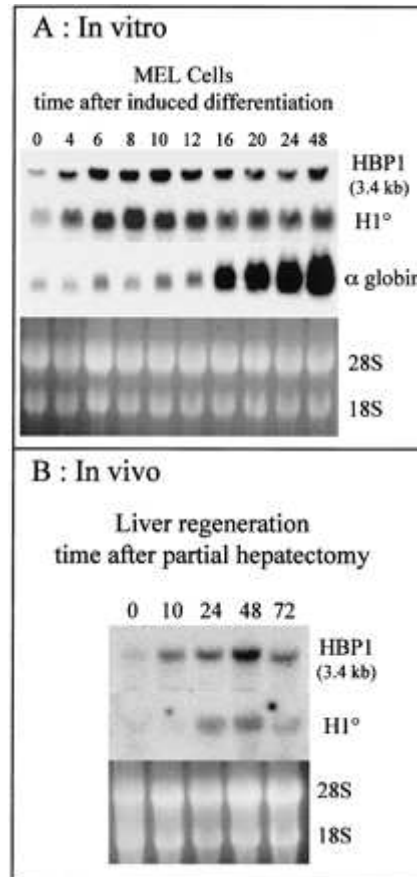 A : In vitro
MEL Cells
time after induced differentiation
0 4 6 8 10 12 16 20 24 48
HBP1
(3.4 kb)
H1°
α globin
28S
18S
B : In vivo
Liver regeneration
time after partial hepatectomy
0 10 24 48 72
HBP1
(3.4 kb)
H1°
28S
18S